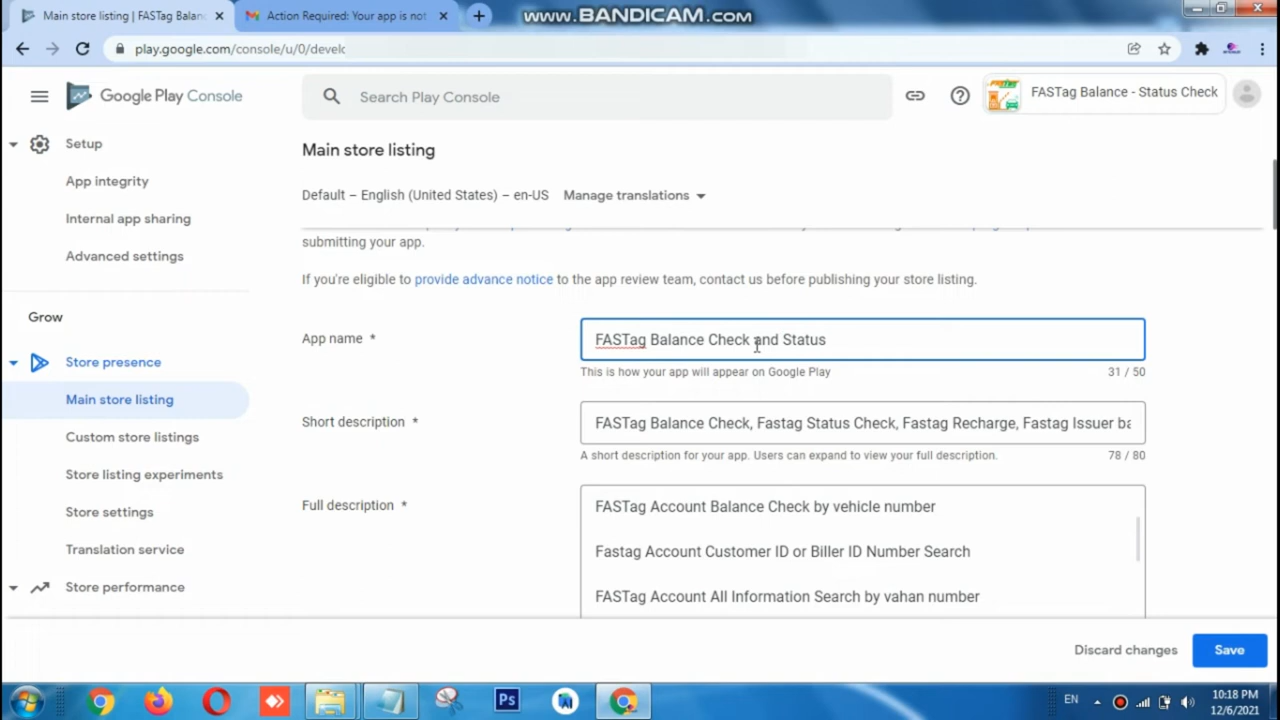 Main store listing | FASTag Balanc
Action Required: Your app is not
www.BANDICAM.com
play.google.com/console/u/0/develo
Google Play Console
Search Play Console
FASTag Balance - Status Check
Setup
App integrity
Internal app sharing
Advanced settings
Grow
Store presence
Main store listing
Custom store listings
Store listing experiments
Store settings
Translation service
Store performance
Main store listing
Default – English (United States) – en-US Manage translations
submitting your app.
If you're eligible to provide advance notice to the app review team, contact us before publishing your store listing.
App name *
FASTag Balance Check and Status
This is how your app will appear on Google Play 31 / 50
Short description *
FASTag Balance Check, Fastag Status Check, Fastag Recharge, Fastag Issuer ba
A short description for your app. Users can expand to view your full description. 78 / 80
Full description *
FASTag Account Balance Check by vehicle number
Fastag Account Customer ID or Biller ID Number Search
FASTag Account All Information Search by vahan number
Discard changes
Save
Ps
EN
10:18 PM
12/6/2021